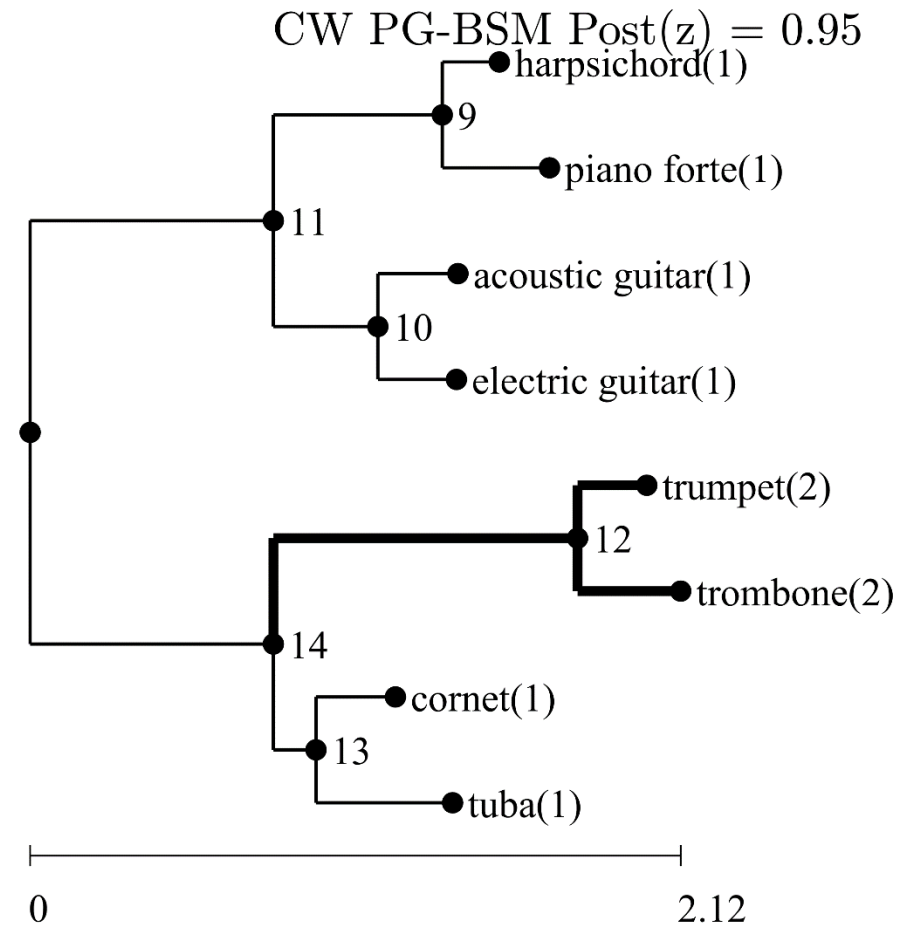 CW PG-BSM Post(z) = 0.95
harpsichord(1)
9
piano forte(1)
11
acoustic guitar(1)
10
electric guitar(1)
trumpet(2)
12
trombone(2)
14
cornet(1)
13
tuba(1)
0 2.12